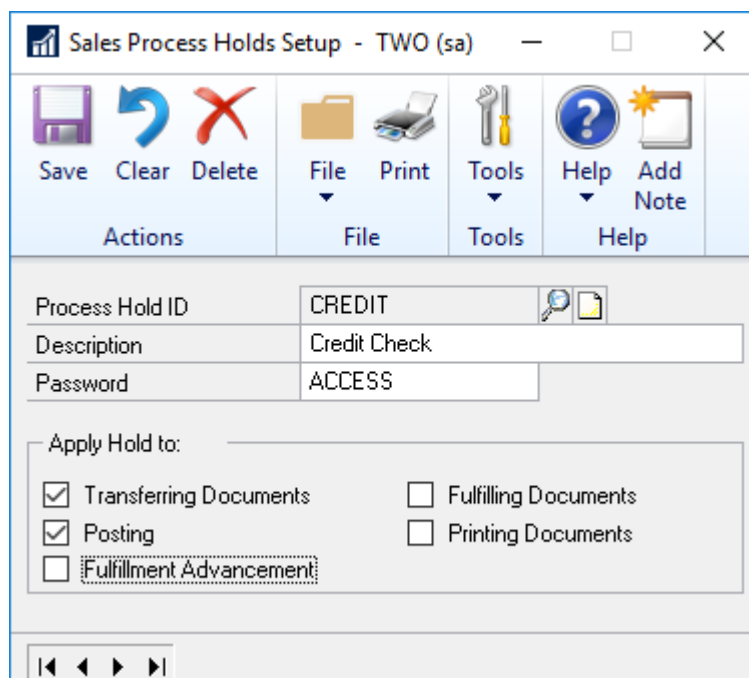 Sales Process Holds Setup - TWO (sa)
Save Clear Delete File Print Tools Help Add Note
Actions File Tools Help
Process Hold ID CREDIT
Description Credit Check
Password ACCESS
Apply Hold to:
Transferring Documents Fulfilling Documents
Posting Printing Documents
Fulfillment Advancement